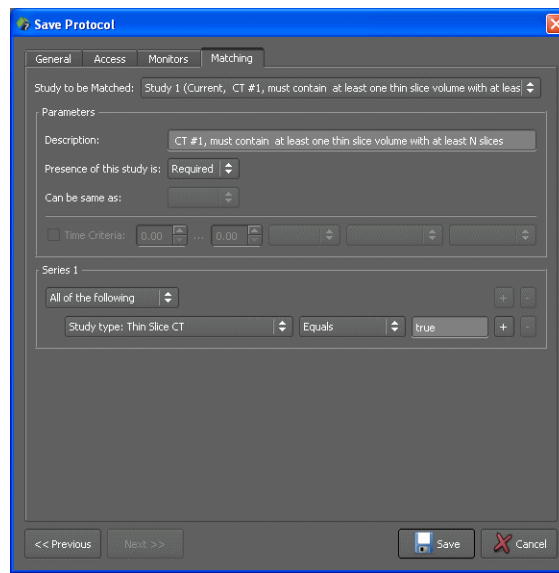 Save Protocol
General Access Monitors Matching
Study to be Matched: Study 1 (Current, CT #1, must contain at least one thin slice volume with at leas
Parameters
Description: CT #1, must contain at least one thin slice volume with at least N slices
Presence of this study is: Required
Can be same as:
Time Criteria: 0.00 ... 0.00
Series 1
All of the following + -
Study type: Thin Slice CT Equals true + -
<< Previous Next >> Save Cancel